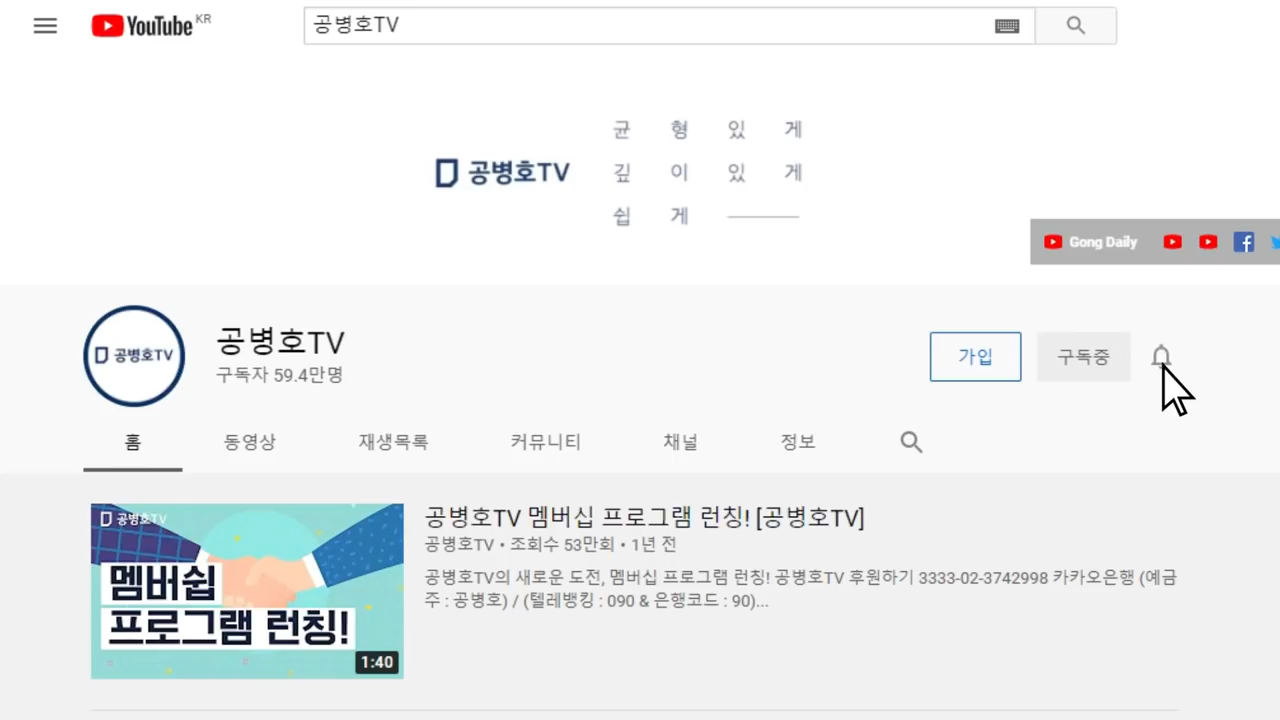 YouTube KR
공병호TV
균 형 있 게
공병호TV 깊 이 있 게
쉽 게
Gong Daily
공병호TV
공병호TV
구독자 59.4만명
가입
구독중
홈 동영상 재생목록 커뮤니티 채널 정보
공병호TV
멤버쉽
프로그램 런칭!
1:40
공병호TV 멤버십 프로그램 런칭! [공병호TV]
공병호TV • 조회수 53만회 • 1년 전
공병호TV의 새로운 도전, 멤버십 프로그램 런칭! 공병호TV 후원하기 3333-02-3742998 카카오은행 (예금
주 : 공병호) / (텔레뱅킹 : 090 & 은행코드 : 90)...